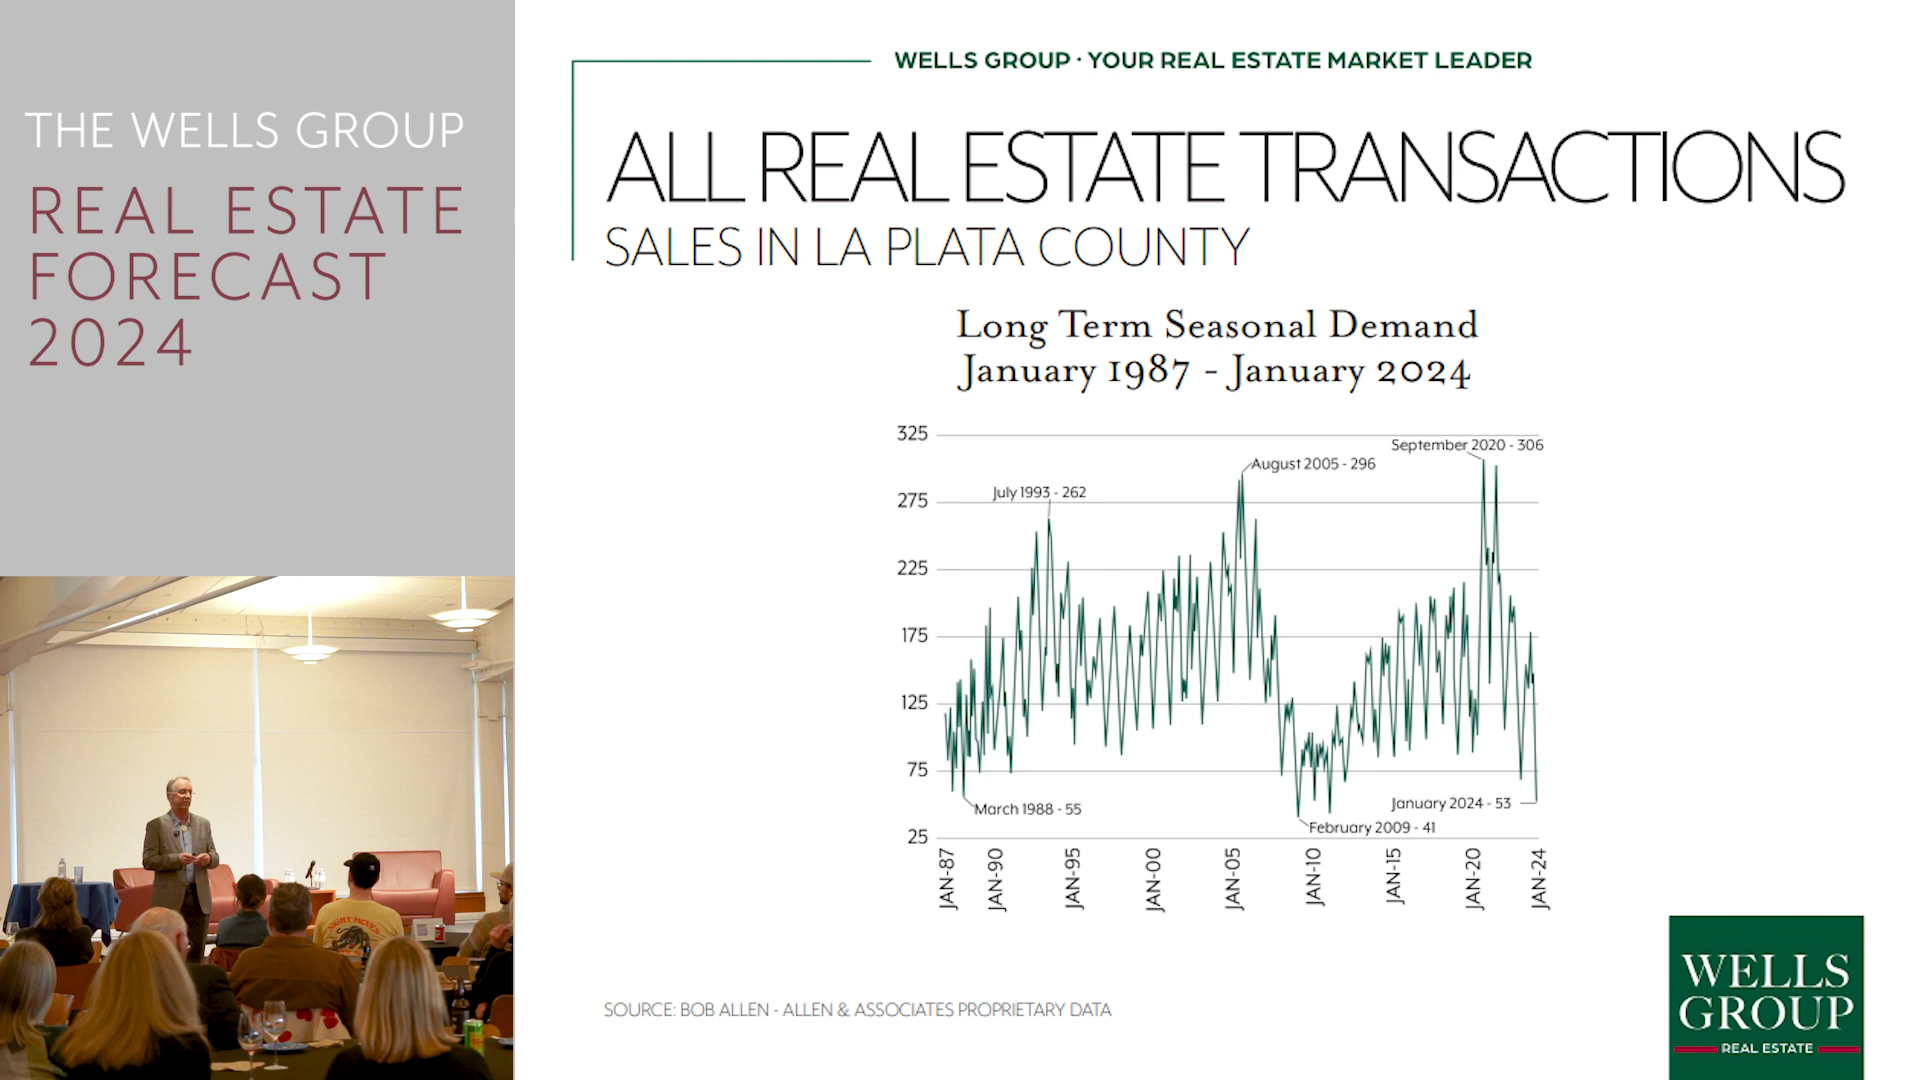 THE WELLS GROUP
REAL ESTATE
FORECAST
2024
WELLS GROUP · YOUR REAL ESTATE MARKET LEADER
ALL REAL ESTATE TRANSACTIONS
SALES IN LA PLATA COUNTY
Long Term Seasonal Demand
January 1987 - January 2024
325
275
225
175
125
75
25
September 2020 - 306
August 2005 - 296
July 1993 - 262
March 1988 - 55
January 2024 - 53
February 2009 - 41
JAN-87
JAN-90
JAN-95
JAN-00
JAN-05
JAN-10
JAN-15
JAN-20
JAN-24
SOURCE: BOB ALLEN - ALLEN & ASSOCIATES PROPRIETARY DATA
WELLS
GROUP
REAL ESTATE